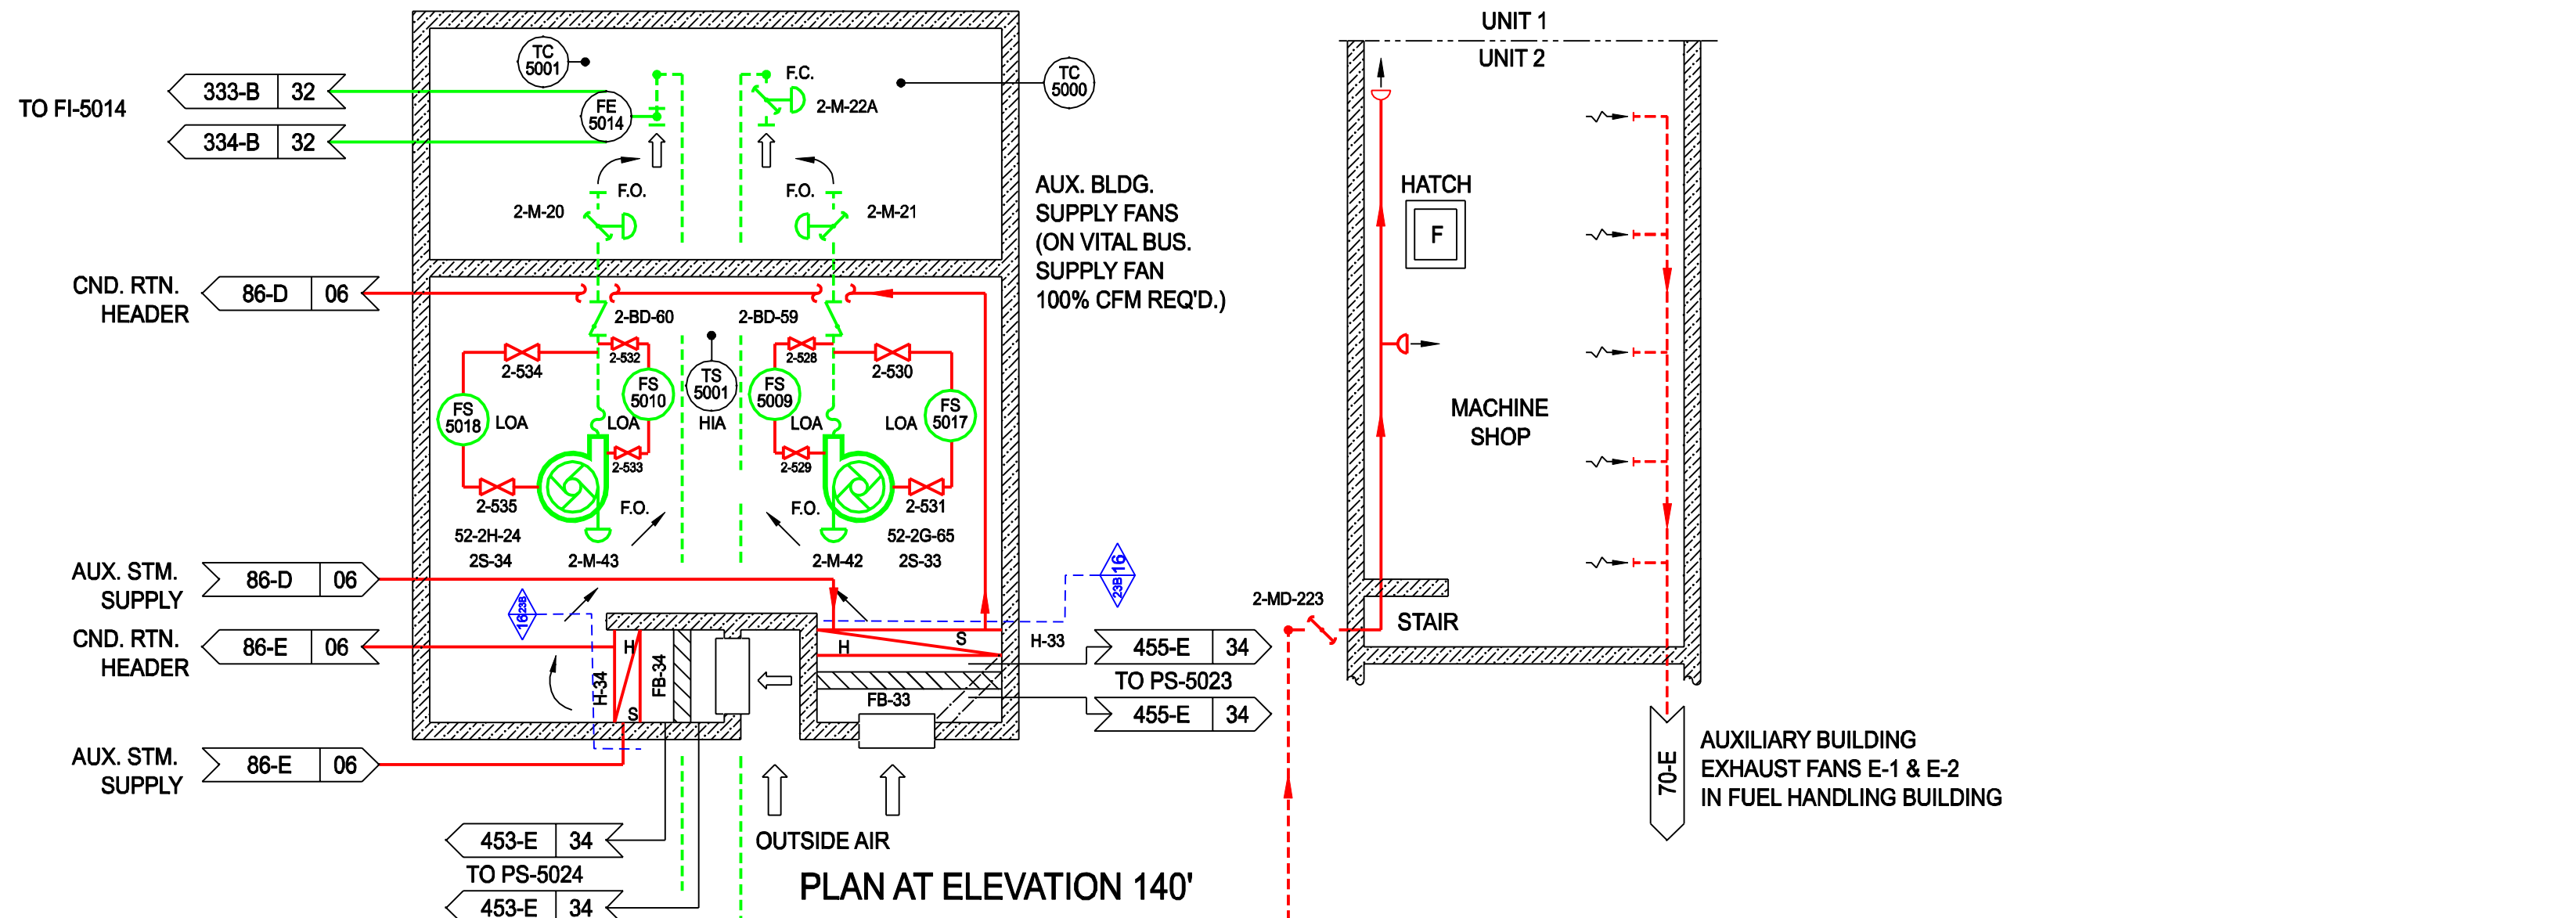 UNIT 1
UNIT 2
TC
5001
TC
5000
F.C.
2-M-22A
TO FI-5014
333-B 32
334-B 32
FE
5014
F.O.
F.O.
2-M-20
2-M-21
AUX. BLDG.
SUPPLY FANS
(ON VITAL BUS.
SUPPLY FAN
100% CFM REQ'D.)
HATCH
F
CND. RTN.
HEADER
86-D 06
2-BD-60
2-BD-59
2-532
2-528
2-534
2-530
FS
5018
LOA
FS
5010
LOA
TS
5001
HIA
FS
5009
LOA
FS
5017
LOA
2-533
2-529
2-535
2-531
F.O.
F.O.
52-2H-24
2S-34
2-M-43
2-M-42
52-2G-65
2S-33
MACHINE
SHOP
AUX. STM.
SUPPLY
86-D 06
16
23B
23B
16
2-MD-223
STAIR
CND. RTN.
HEADER
86-E 06
H
S
H-34
FB-34
H
S
H-33
FB-33
455-E 34
TO PS-5023
455-E 34
AUX. STM.
SUPPLY
86-E 06
70-E
AUXILIARY BUILDING
EXHAUST FANS E-1 & E-2
IN FUEL HANDLING BUILDING
453-E 34
TO PS-5024
453-E 34
OUTSIDE AIR
PLAN AT ELEVATION 140'